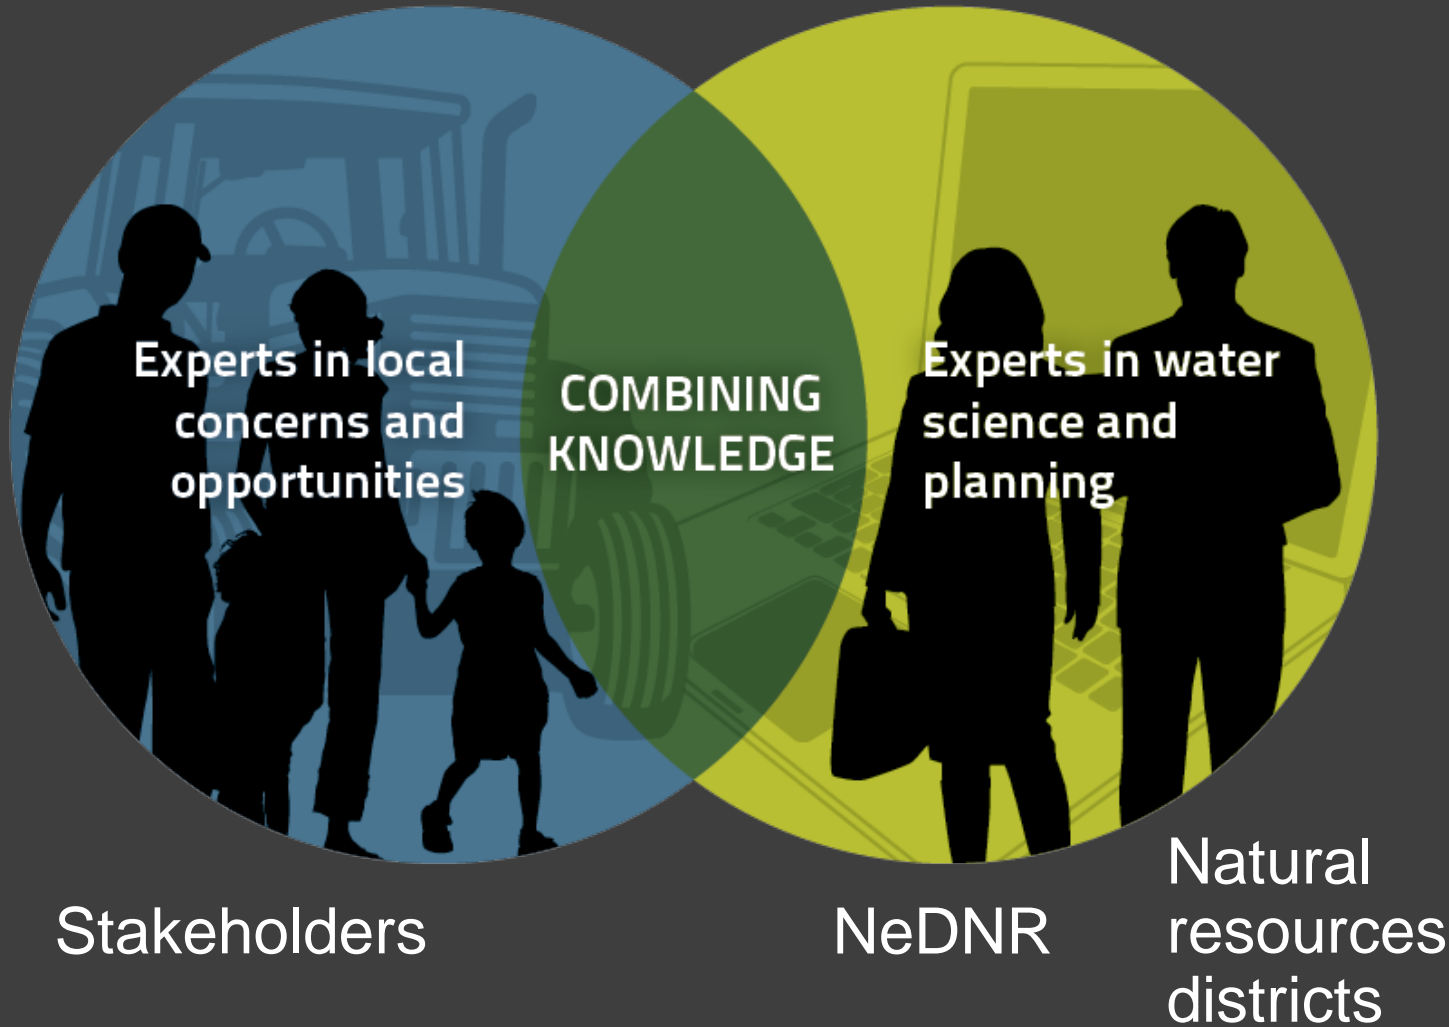 Experts in local
concerns and
opportunities
COMBINING
KNOWLEDGE
Experts in water
science and
planning
Stakeholders
NeDNR
Natural
resources
districts